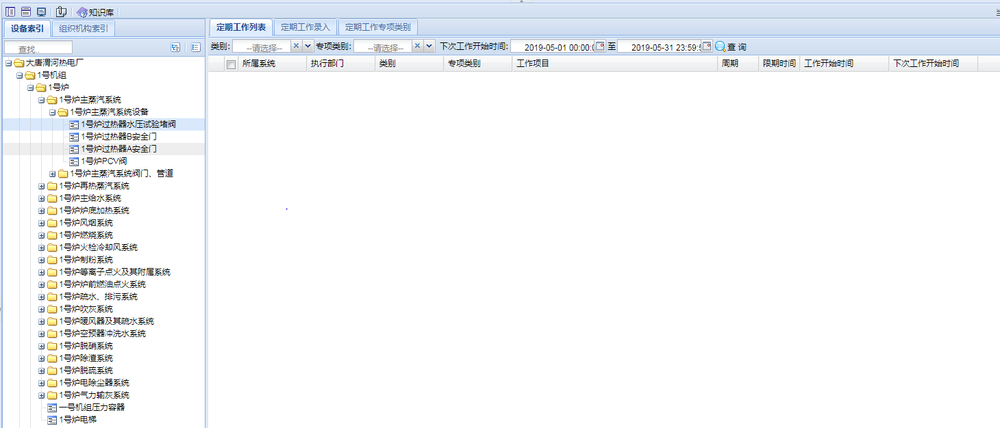 知识库
设备索引 组织机构索引
查找..
大唐渭河热电厂
1号机组
1号炉
1号炉主蒸汽系统
1号炉主蒸汽系统设备
1号炉过热器水压试验堵阀
1号炉过热器B安全门
1号炉过热器A安全门
1号炉PCV阀
1号炉主蒸汽系统阀门、管道
1号炉再热蒸汽系统
1号炉主给水系统
1号炉炉底加热系统
1号炉风烟系统
1号炉燃烧系统
1号炉火检冷却风系统
1号炉制粉系统
1号炉等离子点火及其附属系统
1号炉炉前燃油点火系统
1号炉疏水、排污系统
1号炉吹灰系统
1号炉暖风器及其疏水系统
1号炉空预器冲洗水系统
1号炉脱硝系统
1号炉除渣系统
1号炉脱硫系统
1号炉电除尘器系统
1号炉气力输灰系统
一号机组压力容器
1号炉电梯
定期工作列表 定期工作录入 定期工作专项类别
类别: --请选择-- 专项类别: --请选择-- 下次工作开始时间: 2019-05-01 00:00:0 至 2019-05-31 23:59:5 查 询
所属系统 执行部门 类别 专项类别 工作项目 周期 限期时间 工作开始时间 下次工作开始时间